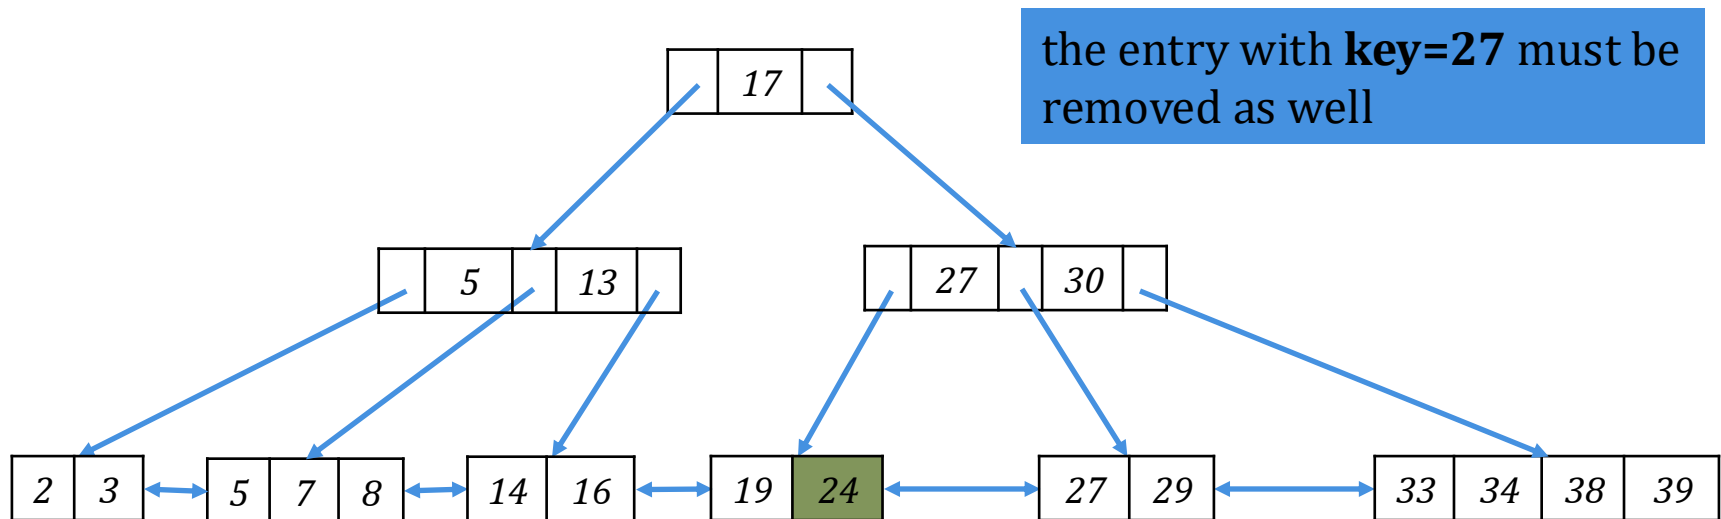 the entry with key=27 must be
removed as well
17
5 13 27 30
2 3 5 7 8 14 16 19 24 27 29 33 34 38 39